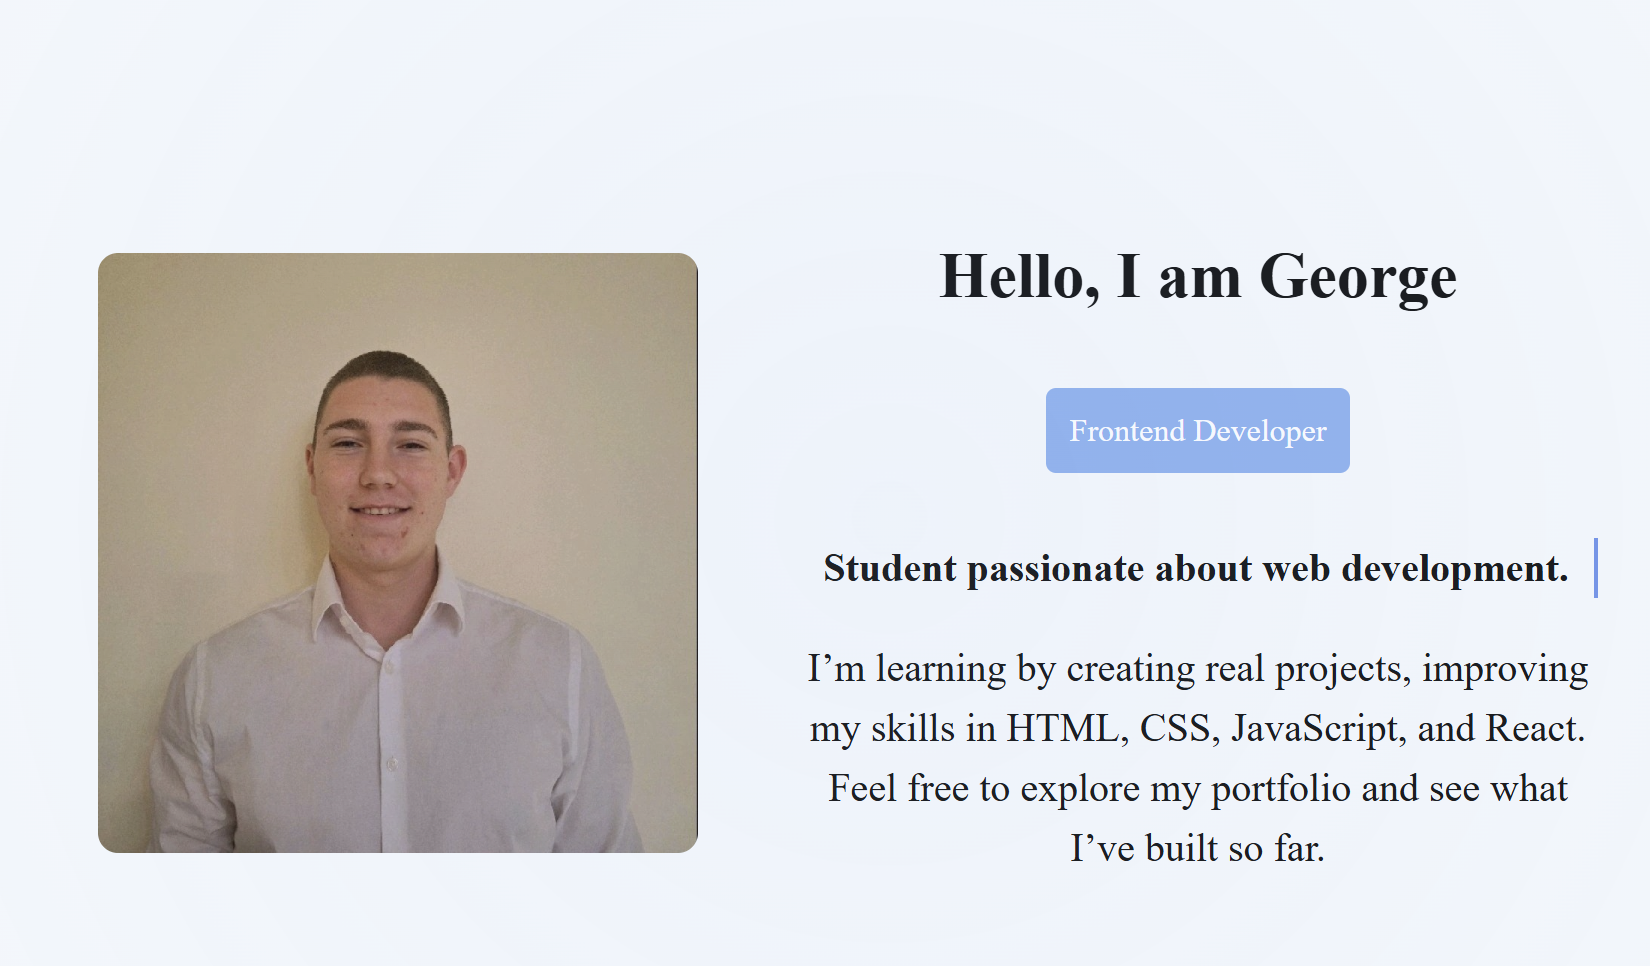 Hello, I am George
Frontend Developer
Student passionate about web development.
I’m learning by creating real projects, improving
my skills in HTML, CSS, JavaScript, and React.
Feel free to explore my portfolio and see what
I’ve built so far.